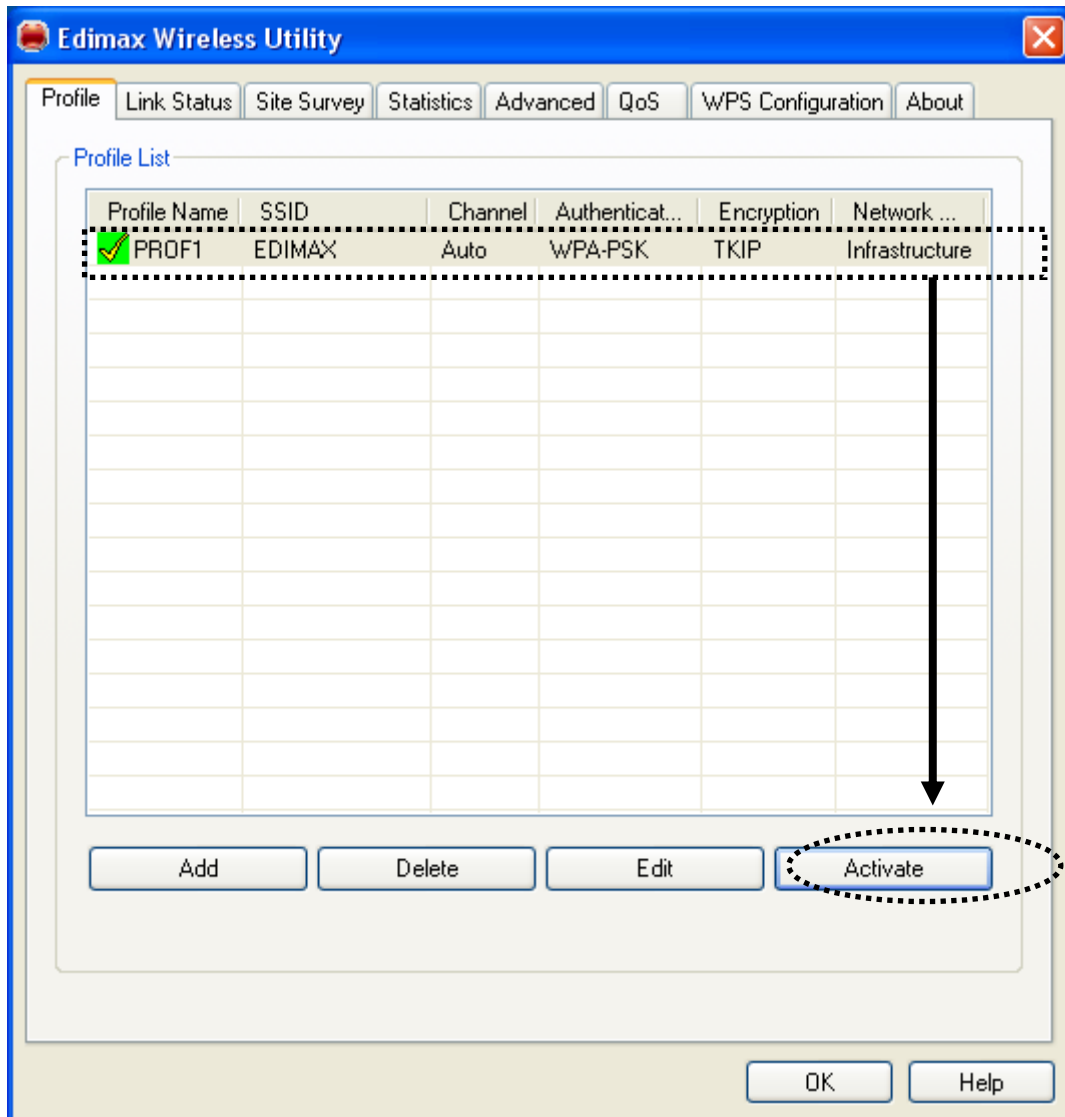 Edimax Wireless Utility
Profile Link Status Site Survey Statistics Advanced QoS WPS Configuration About
Profile List
Profile Name SSID Channel Authenticat... Encryption Network ...
PROF1 EDIMAX Auto WPA-PSK TKIP Infrastructure
Add Delete Edit Activate
OK Help